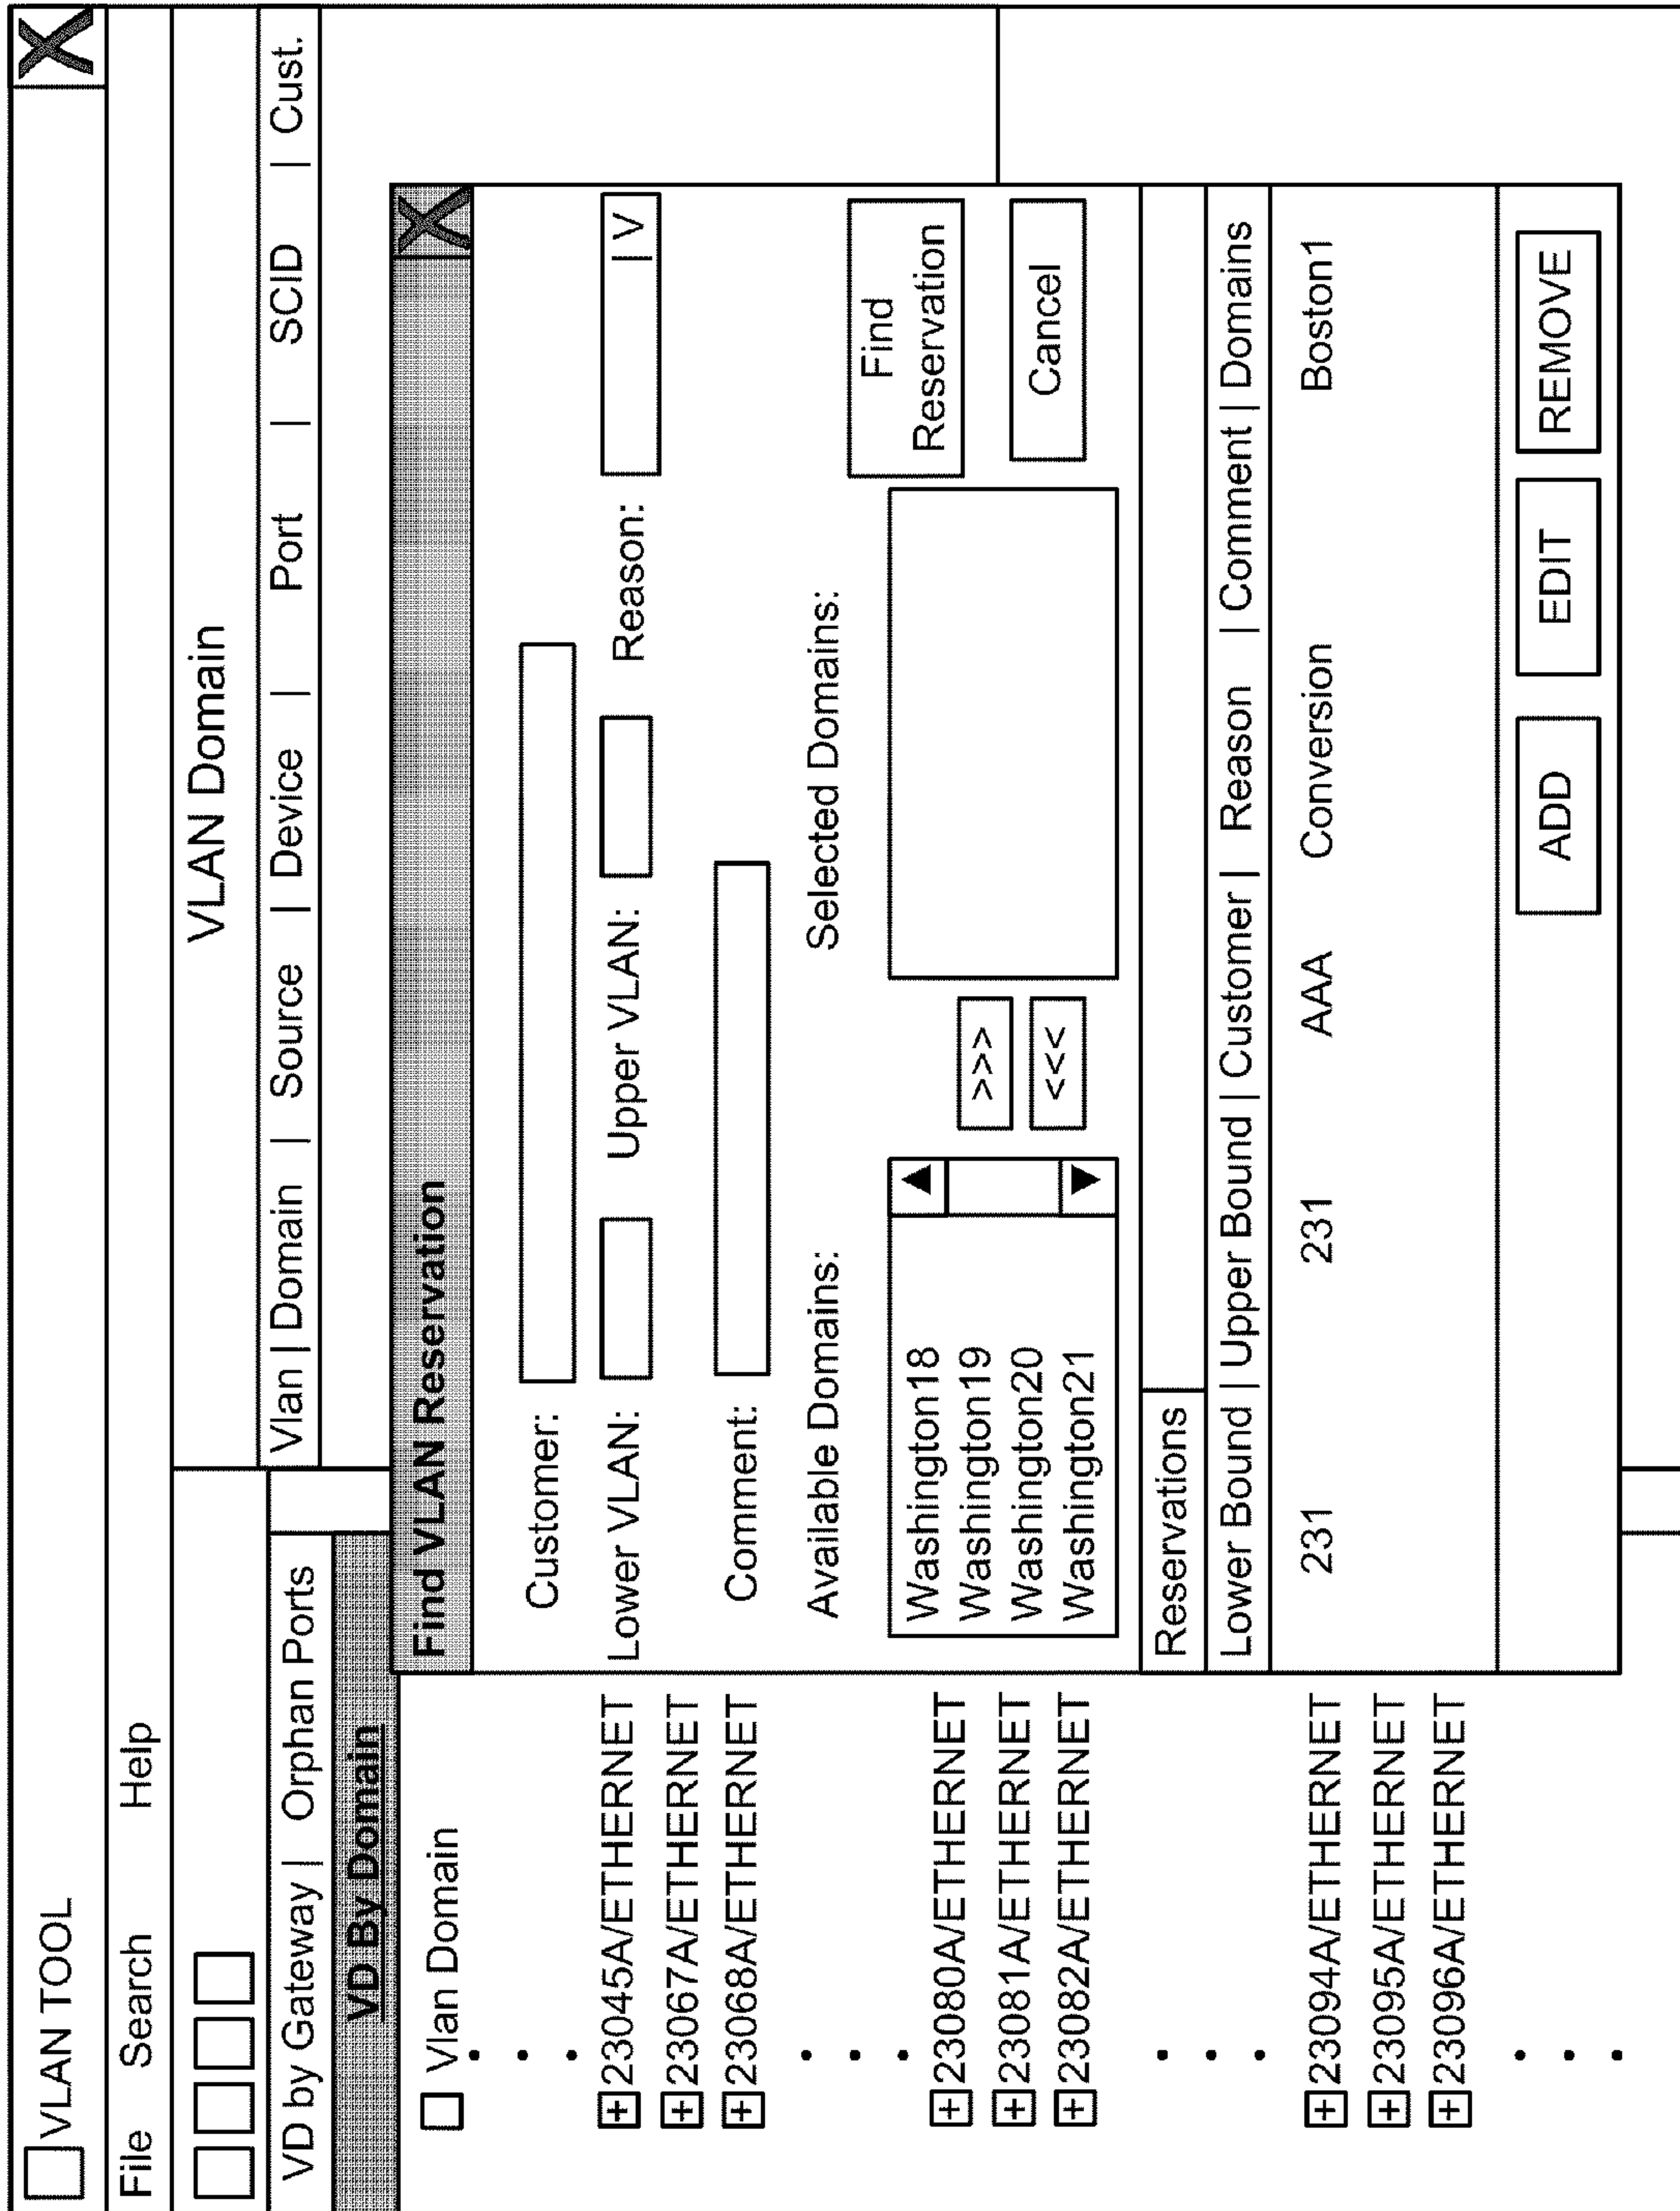 VLAN TOOL
X
File Search Help
VLAN Domain
VD by Gateway | Orphan Ports
Vlan | Domain | Source | Device | Port | SCID | Cust.
VD By Domain
Vlan Domain
23045A/ETHERNET
23067A/ETHERNET
23068A/ETHERNET
23080A/ETHERNET
23081A/ETHERNET
23082A/ETHERNET
23094A/ETHERNET
23095A/ETHERNET
23096A/ETHERNET
Find VLAN Reservation
X
Customer:
Lower VLAN: Upper VLAN: Reason: | V
Comment:
Available Domains: Selected Domains:
Washington18
Washington19
Washington20
Washington21
>>>
<<<
Find
Reservation
Cancel
Reservations
Lower Bound | Upper Bound | Customer | Reason | Comment | Domains
231 231 AAA Conversion Boston1
ADD EDIT REMOVE